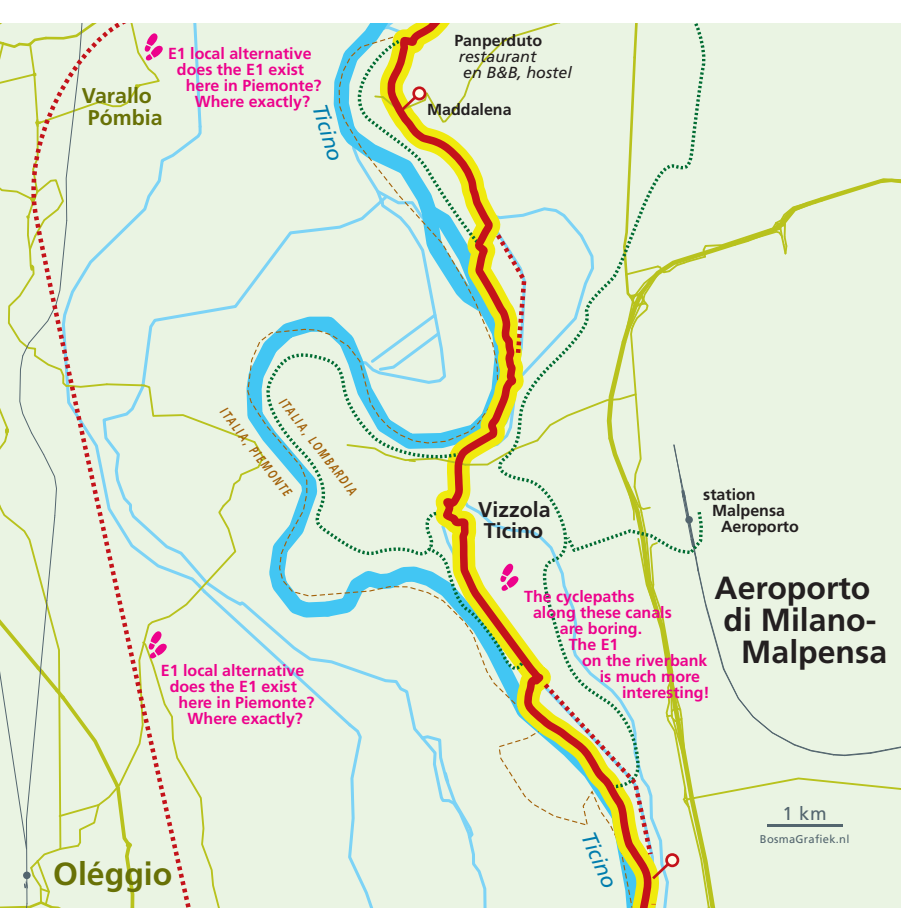 Panperduto
restaurant
en B&B, hostel
E1 local alternative
does the E1 exist
here in Piemonte?
Where exactly?
Varallo
Pómbia
Maddalena
Ticino
ITALIA, PIEMONTE
ITALIA, LOMBARDIA
Vizzola
Ticino
station
Malpensa
Aeroporto
Aeroporto
di Milano-
Malpensa
The cyclepaths
along these canals
are boring.
The E1
on the riverbank
is much more
interesting!
E1 local alternative
does the E1 exist
here in Piemonte?
Where exactly?
1 km
BosmaGrafiek.nl
Ticino
Oléggio